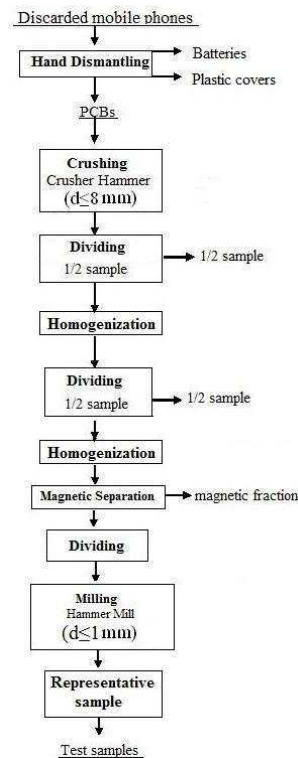 Discarded mobile phones
Hand Dismantling
Batteries
Plastic covers
PCBs
Crushing
Crusher Hammer
(d≤8 mm)
Dividing
1/2 sample
1/2 sample
Homogenization
Dividing
1/2 sample
1/2 sample
Homogenization
Magnetic Separation
magnetic fraction
Dividing
Milling
Hammer Mill
(d≤1mm)
Representative
sample
Test samples